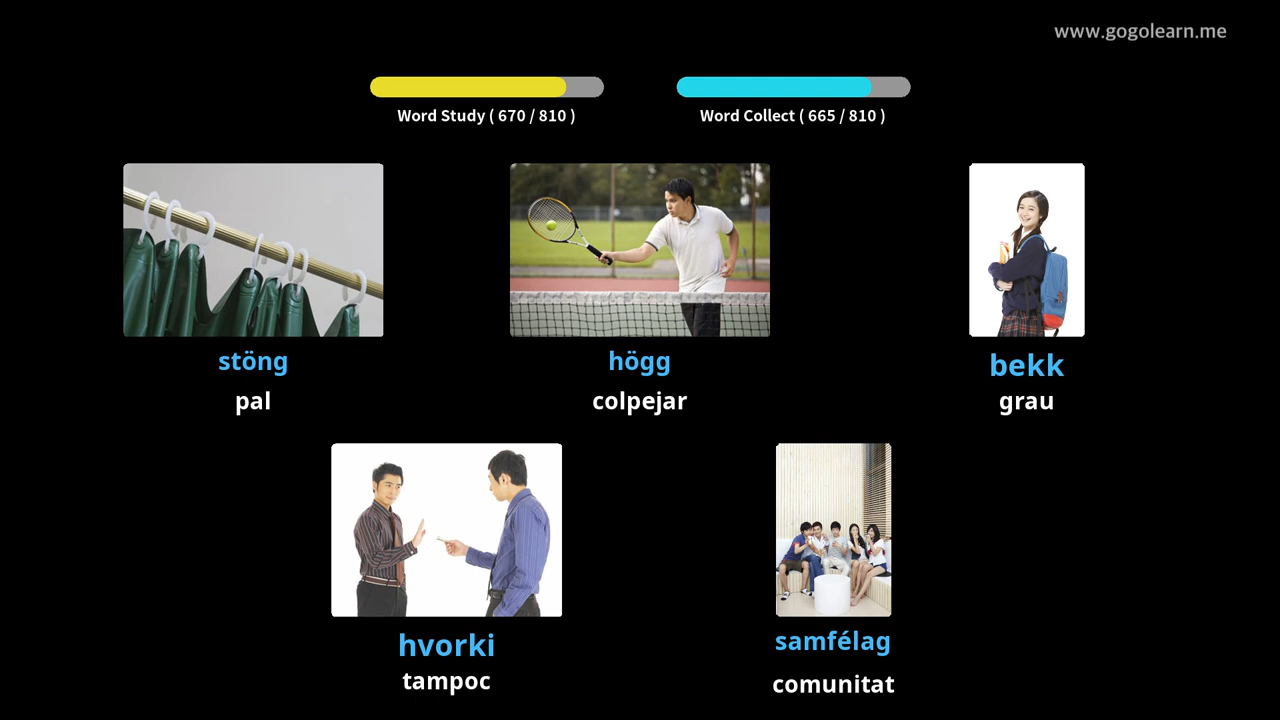 www.gogolearn.me
Word Study ( 670 / 810 )
Word Collect ( 665 / 810 )
stöng
pal
högg
colpejar
bekk
grau
hvorki
tampoc
samfélag
comunitat